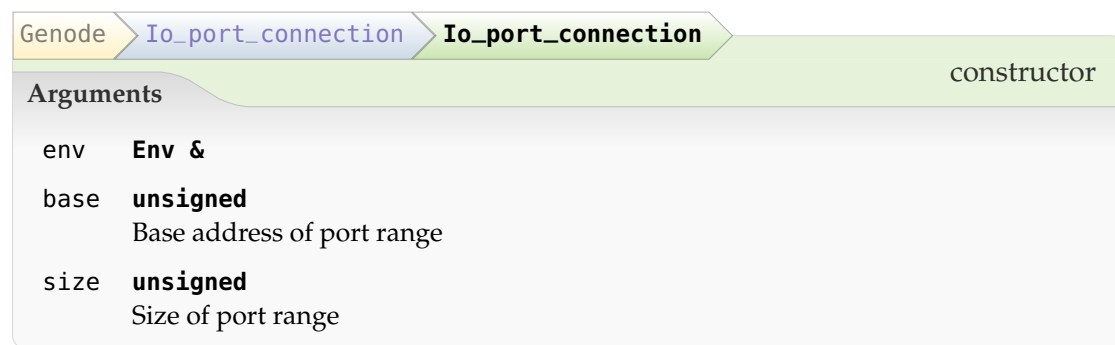 Genode Io_port_connection Io_port_connection
constructor
Arguments
env Env &
base unsigned
Base address of port range
size unsigned
Size of port range